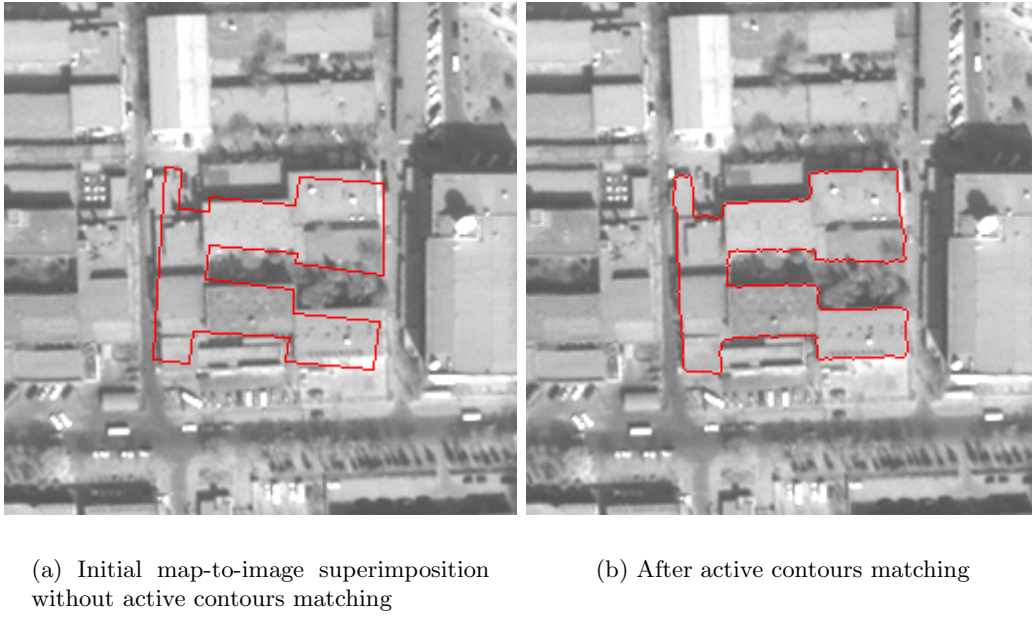 (a) Initial map-to-image superimposition
without active contours matching
(b) After active contours matching